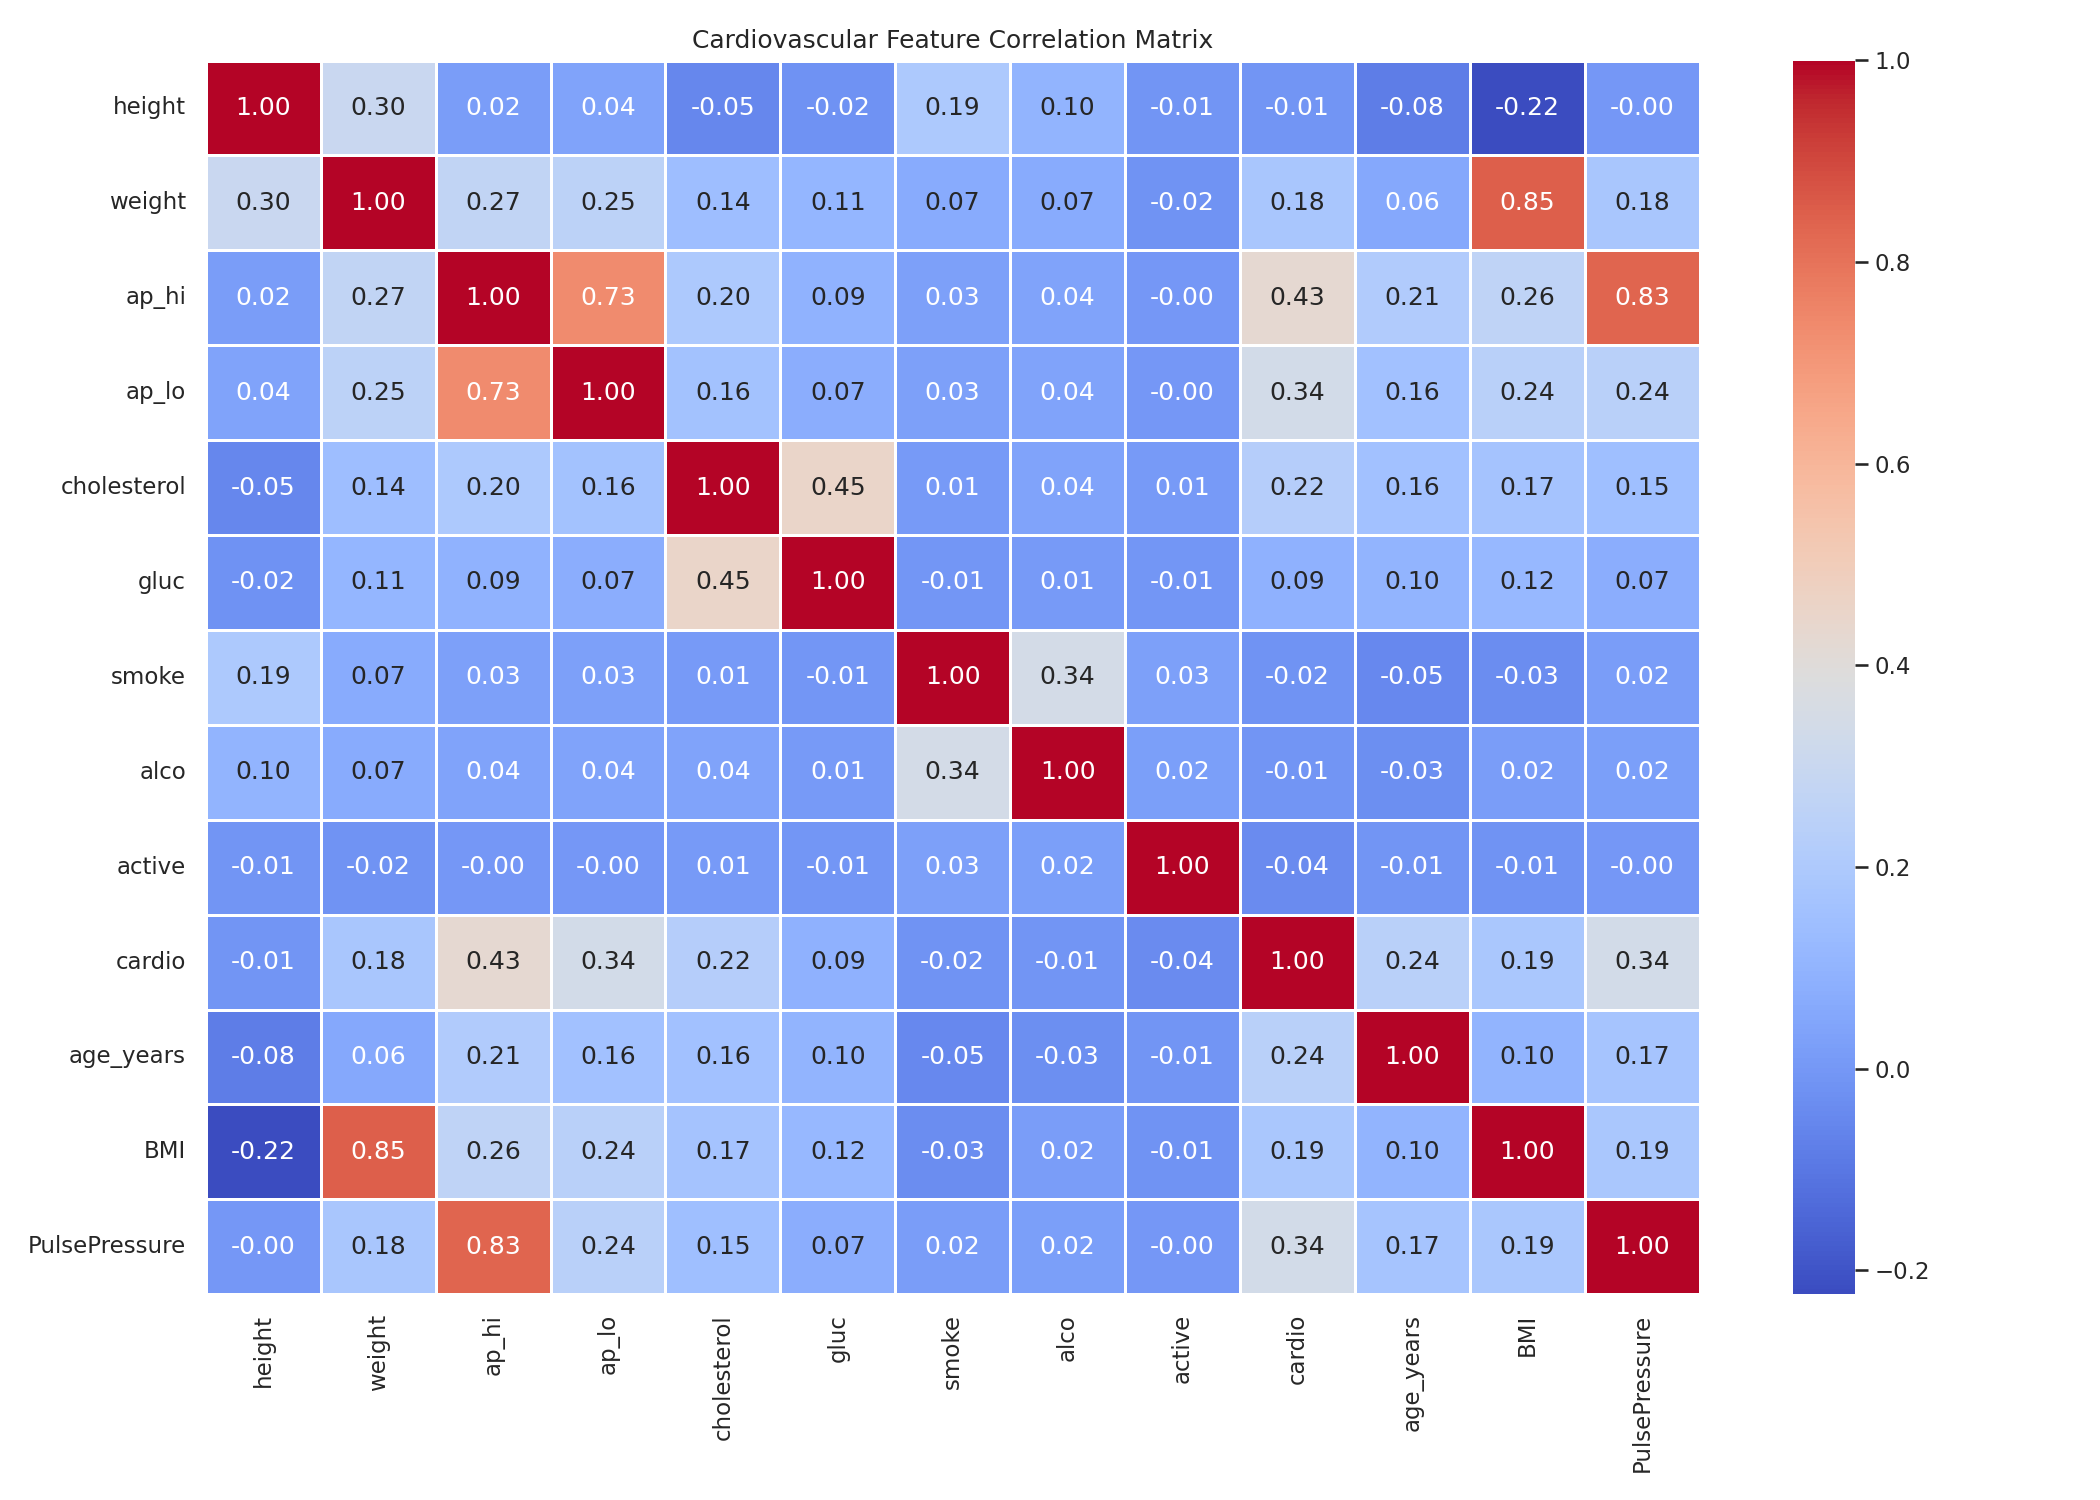 Cardiovascular Feature Correlation Matrix
height 1.00 0.30 0.02 0.04 -0.05 -0.02 0.19 0.10 -0.01 -0.01 -0.08 -0.22 -0.00
weight 0.30 1.00 0.27 0.25 0.14 0.11 0.07 0.07 -0.02 0.18 0.06 0.85 0.18
ap_hi 0.02 0.27 1.00 0.73 0.20 0.09 0.03 0.04 -0.00 0.43 0.21 0.26 0.83
ap_lo 0.04 0.25 0.73 1.00 0.16 0.07 0.03 0.04 -0.00 0.34 0.16 0.24 0.24
cholesterol -0.05 0.14 0.20 0.16 1.00 0.45 0.01 0.04 0.01 0.22 0.16 0.17 0.15
gluc -0.02 0.11 0.09 0.07 0.45 1.00 -0.01 0.01 -0.01 0.09 0.10 0.12 0.07
smoke 0.19 0.07 0.03 0.03 0.01 -0.01 1.00 0.34 0.03 -0.02 -0.05 -0.03 0.02
alco 0.10 0.07 0.04 0.04 0.04 0.01 0.34 1.00 0.02 -0.01 -0.03 0.02 0.02
active -0.01 -0.02 -0.00 -0.00 0.01 -0.01 0.03 0.02 1.00 -0.04 -0.01 -0.01 -0.00
cardio -0.01 0.18 0.43 0.34 0.22 0.09 -0.02 -0.01 -0.04 1.00 0.24 0.19 0.34
age_years -0.08 0.06 0.21 0.16 0.16 0.10 -0.05 -0.03 -0.01 0.24 1.00 0.10 0.17
BMI -0.22 0.85 0.26 0.24 0.17 0.12 -0.03 0.02 -0.01 0.19 0.10 1.00 0.19
PulsePressure -0.00 0.18 0.83 0.24 0.15 0.07 0.02 0.02 -0.00 0.34 0.17 0.19 1.00
height weight ap_hi ap_lo cholesterol gluc smoke alco active cardio age_years BMI PulsePressure
1.0
0.8
0.6
0.4
0.2
0.0
−0.2